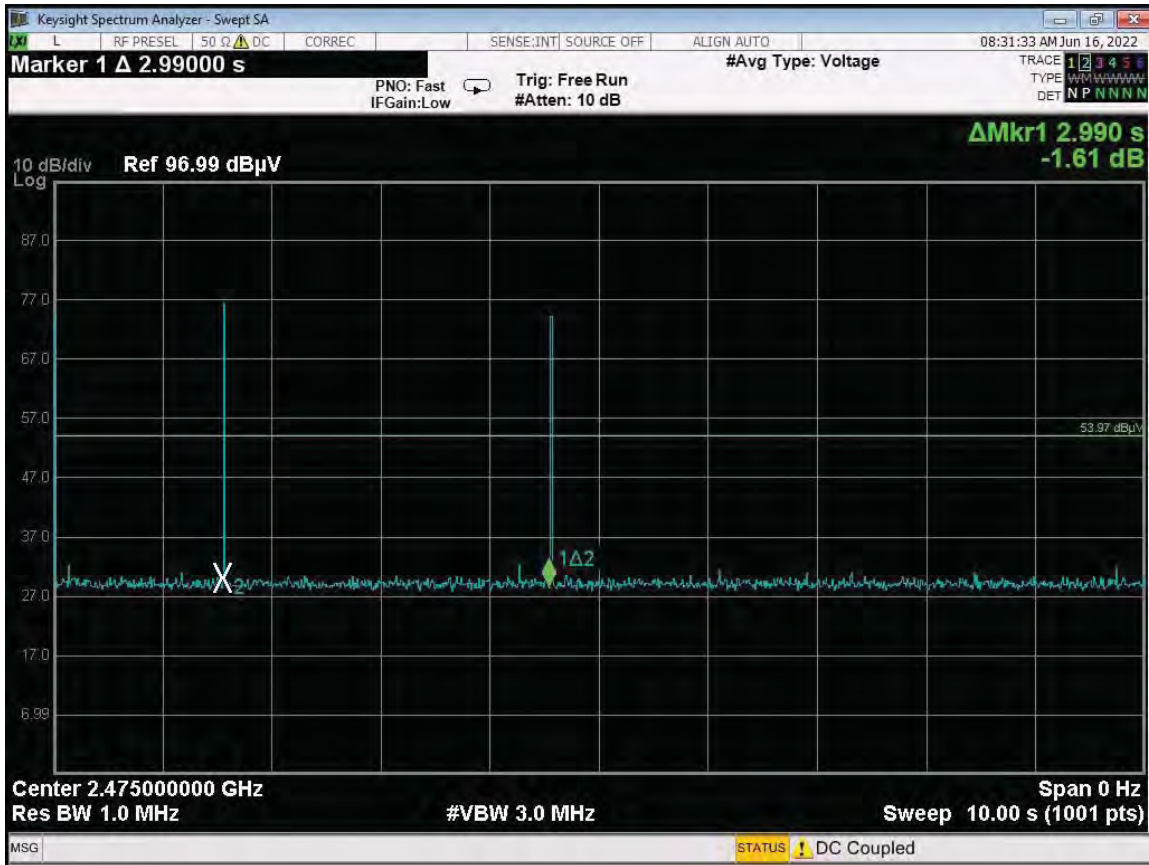 Keysight Spectrum Analyzer - Swept SA
LXI L RF PRESEL 50 Ω DC CORREC SENSE:INT SOURCE OFF ALIGN AUTO 08:31:33 AM Jun 16, 2022
Marker 1 Δ 2.99000 s #Avg Type: Voltage TRACE 1 2 3 4 5 6
PNO: Fast Trig: Free Run TYPE WMWWWW
IFGain:Low #Atten: 10 dB DET N P N N N N
ΔMkr1 2.990 s
10 dB/div Ref 96.99 dBµV -1.61 dB
Log
87.0
77.0
67.0
57.0
53.97 dBµV
47.0
37.0
1Δ2
2
27.0
17.0
6.99
Center 2.475000000 GHz Span 0 Hz
Res BW 1.0 MHz #VBW 3.0 MHz Sweep 10.00 s (1001 pts)
MSG STATUS DC Coupled